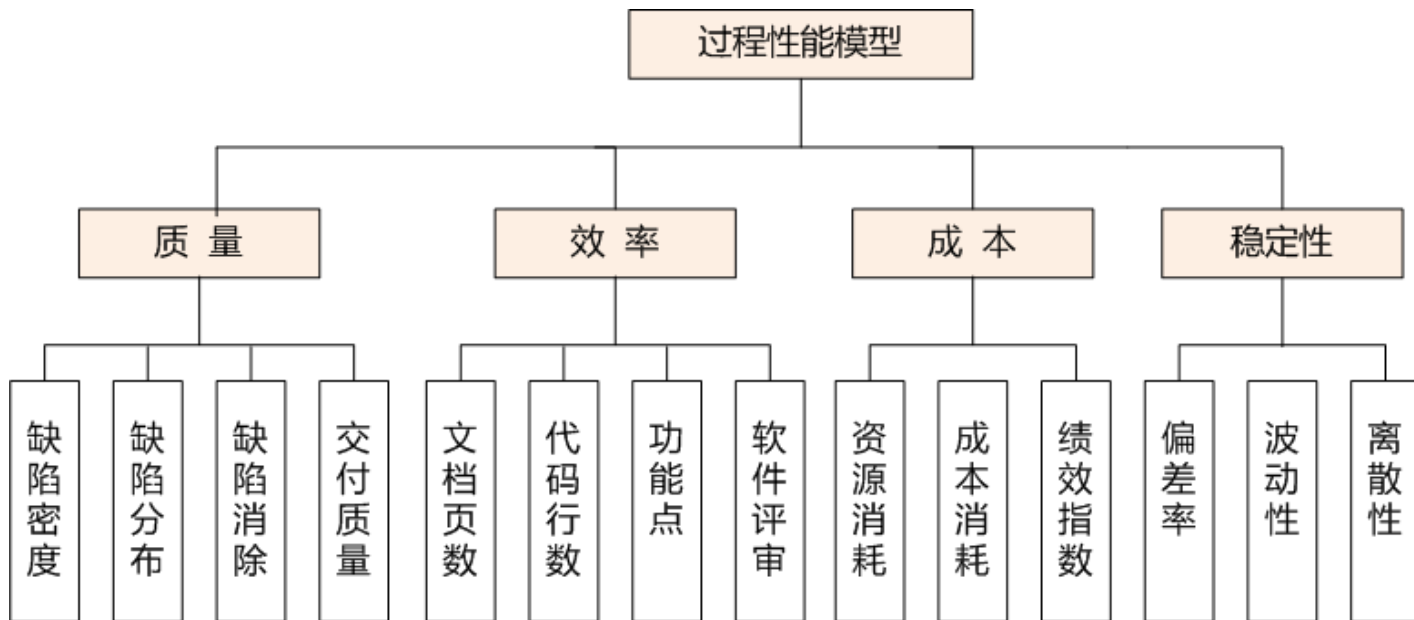 过程性能模型
质 量
效 率
成 本
稳定性
缺陷密度
缺陷分布
缺陷消除
交付质量
文档页数
代码行数
功能点
软件评审
资源消耗
成本消耗
绩效指数
偏差率
波动性
离散性